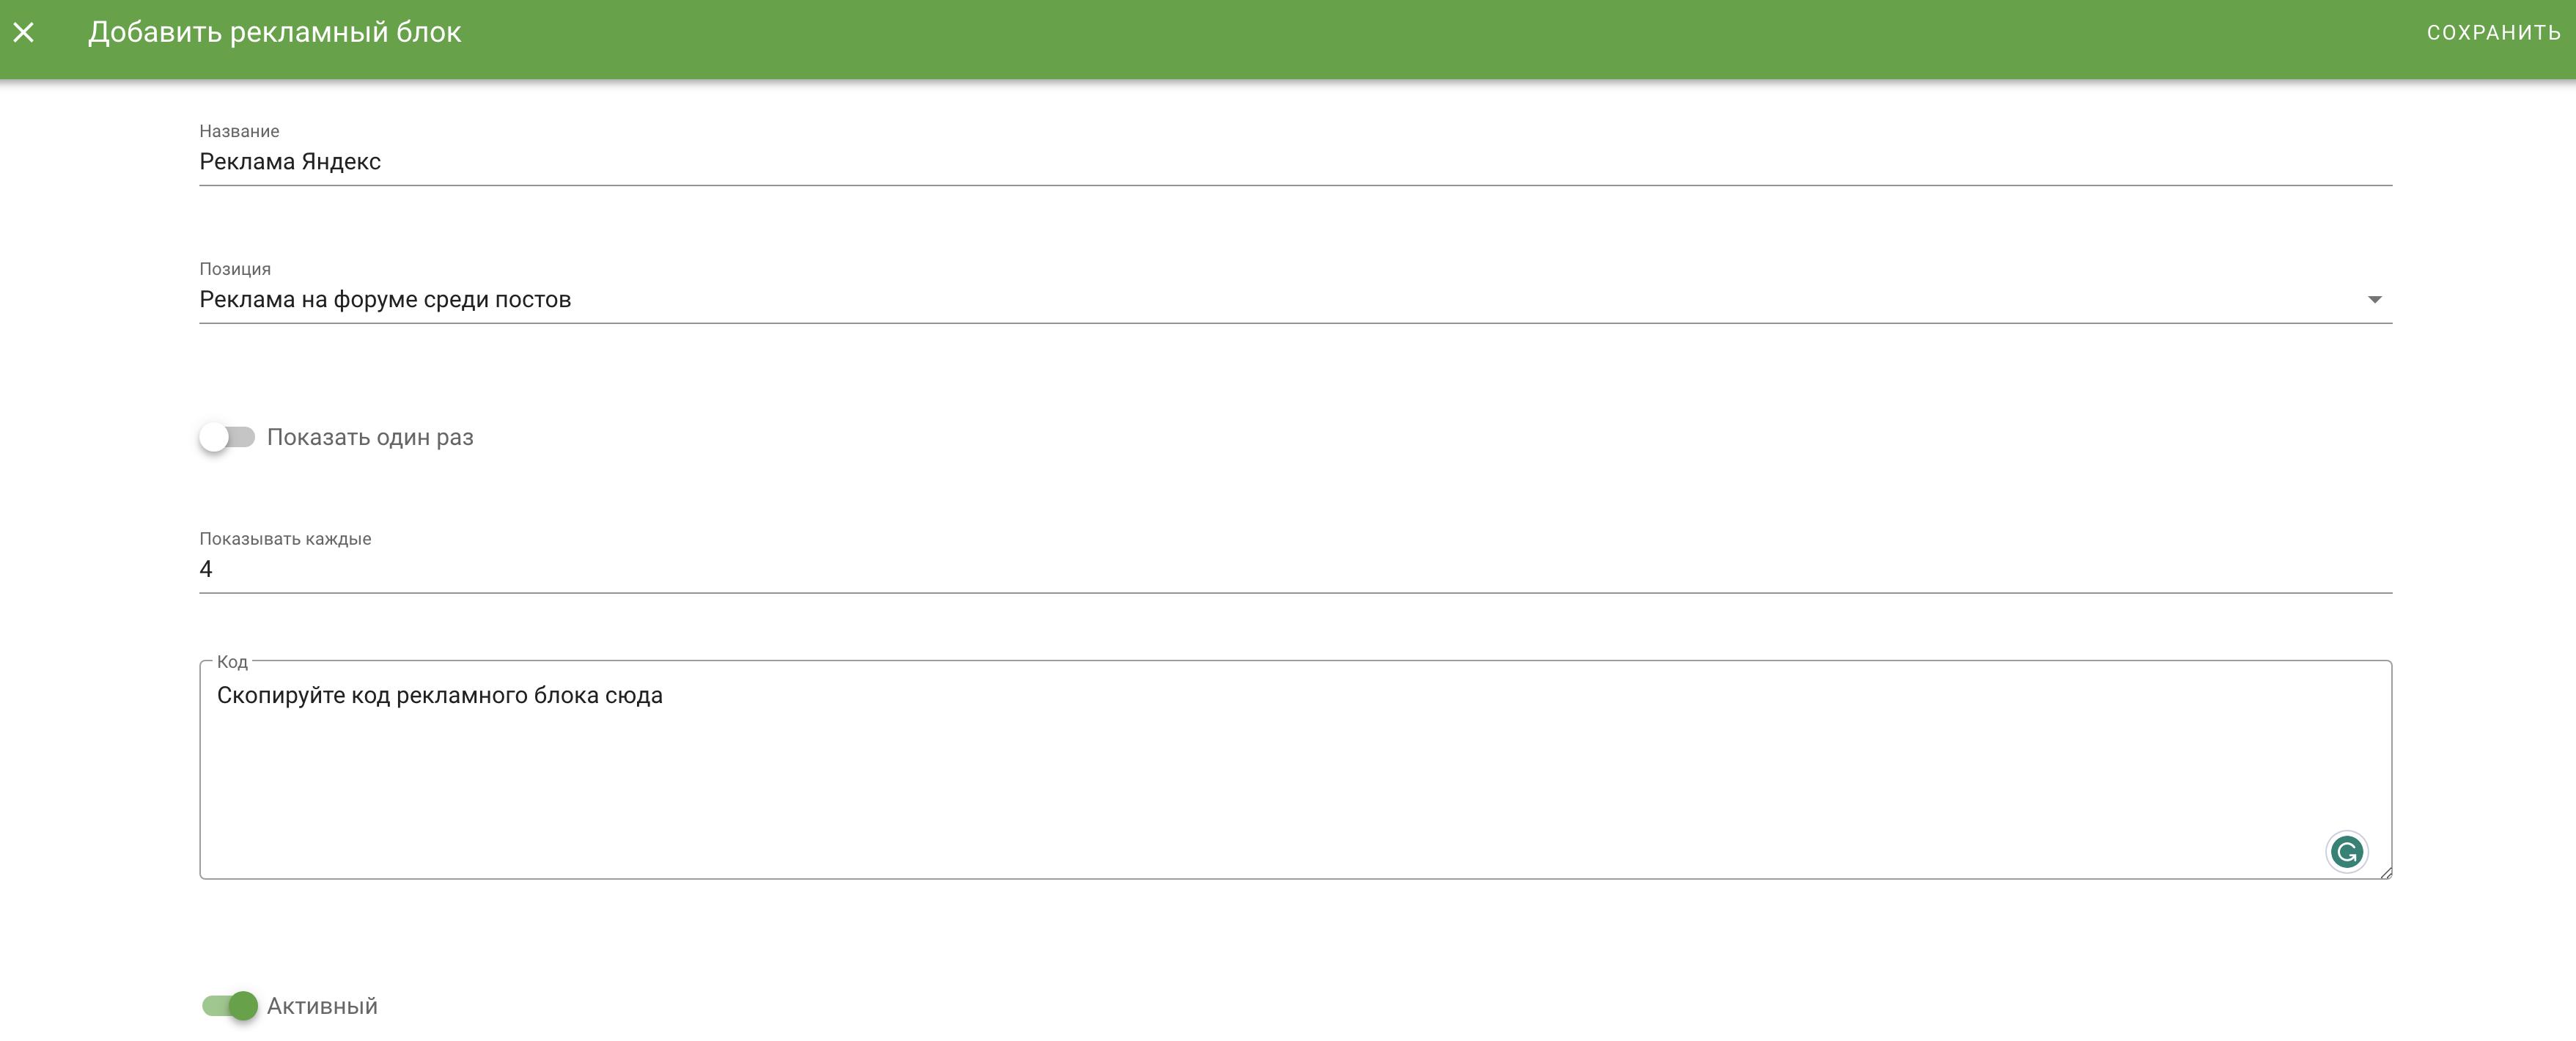 Добавить рекламный блок
СОХРАНИТЬ
Название
Реклама Яндекс
Позиция
Реклама на форуме среди постов
Показать один раз
Показывать каждые
4
Код
Скопируйте код рекламного блока сюда
Активный